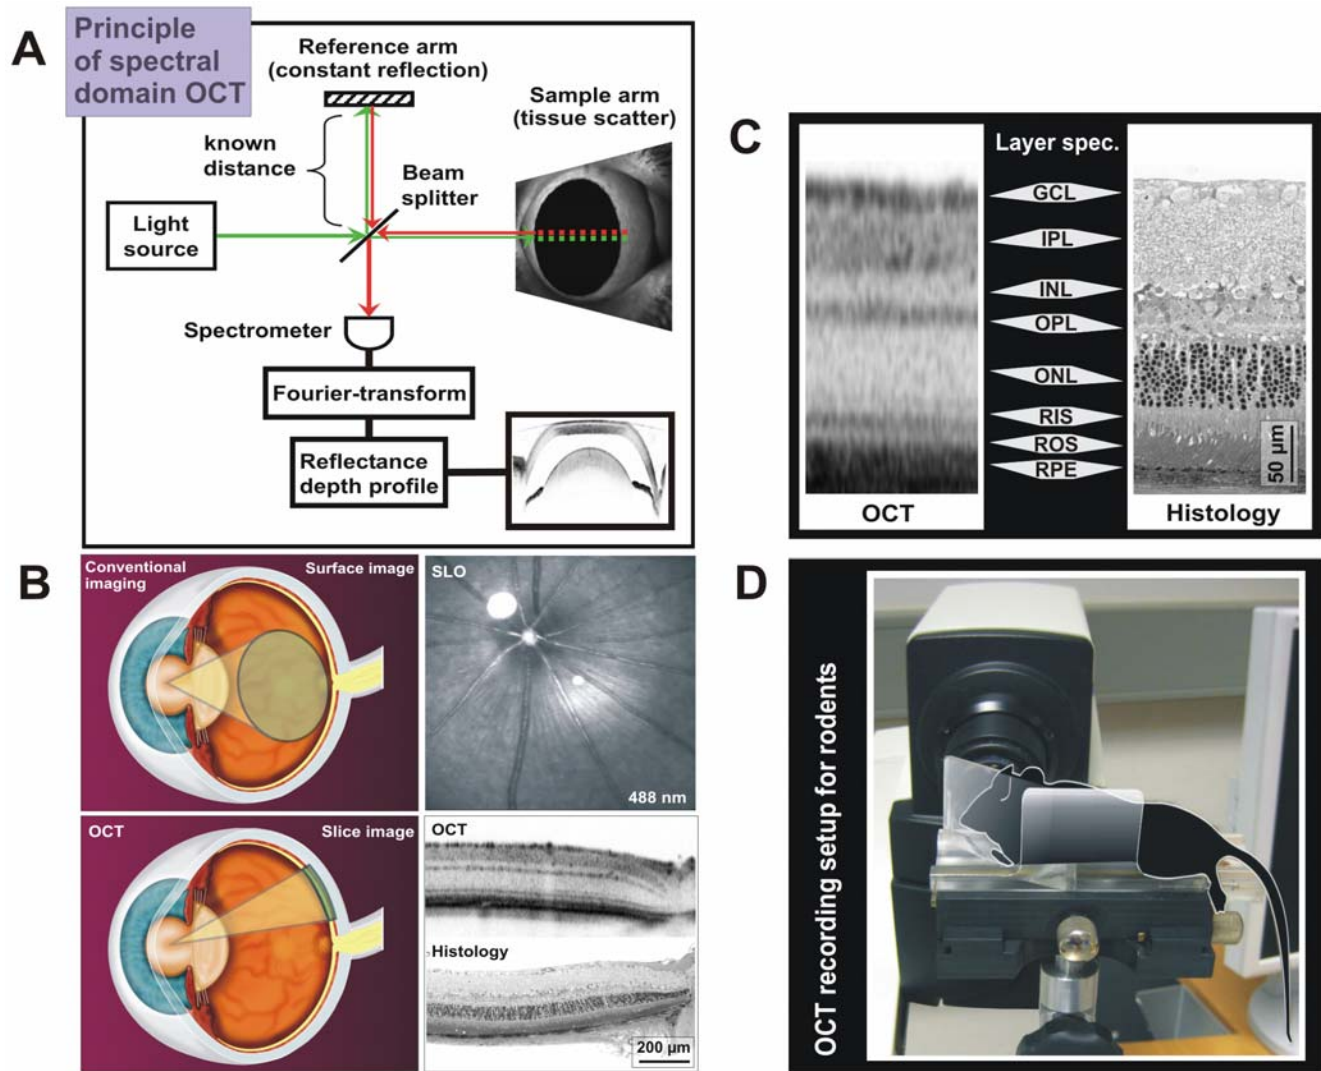 A
Principle
of spectral
domain OCT
Reference arm
(constant reflection)
Sample arm
(tissue scatter)
known
distance
Beam
splitter
Light
source
Spectrometer
Fourier-transform
Reflectance
depth profile
B
Conventional
imaging
Surface image
SLO
488 nm
OCT
Slice image
OCT
Histology
200 µm
C
Layer spec.
GCL
IPL
INL
OPL
ONL
RIS
ROS
RPE
50 µm
OCT
Histology
D
OCT recording setup for rodents